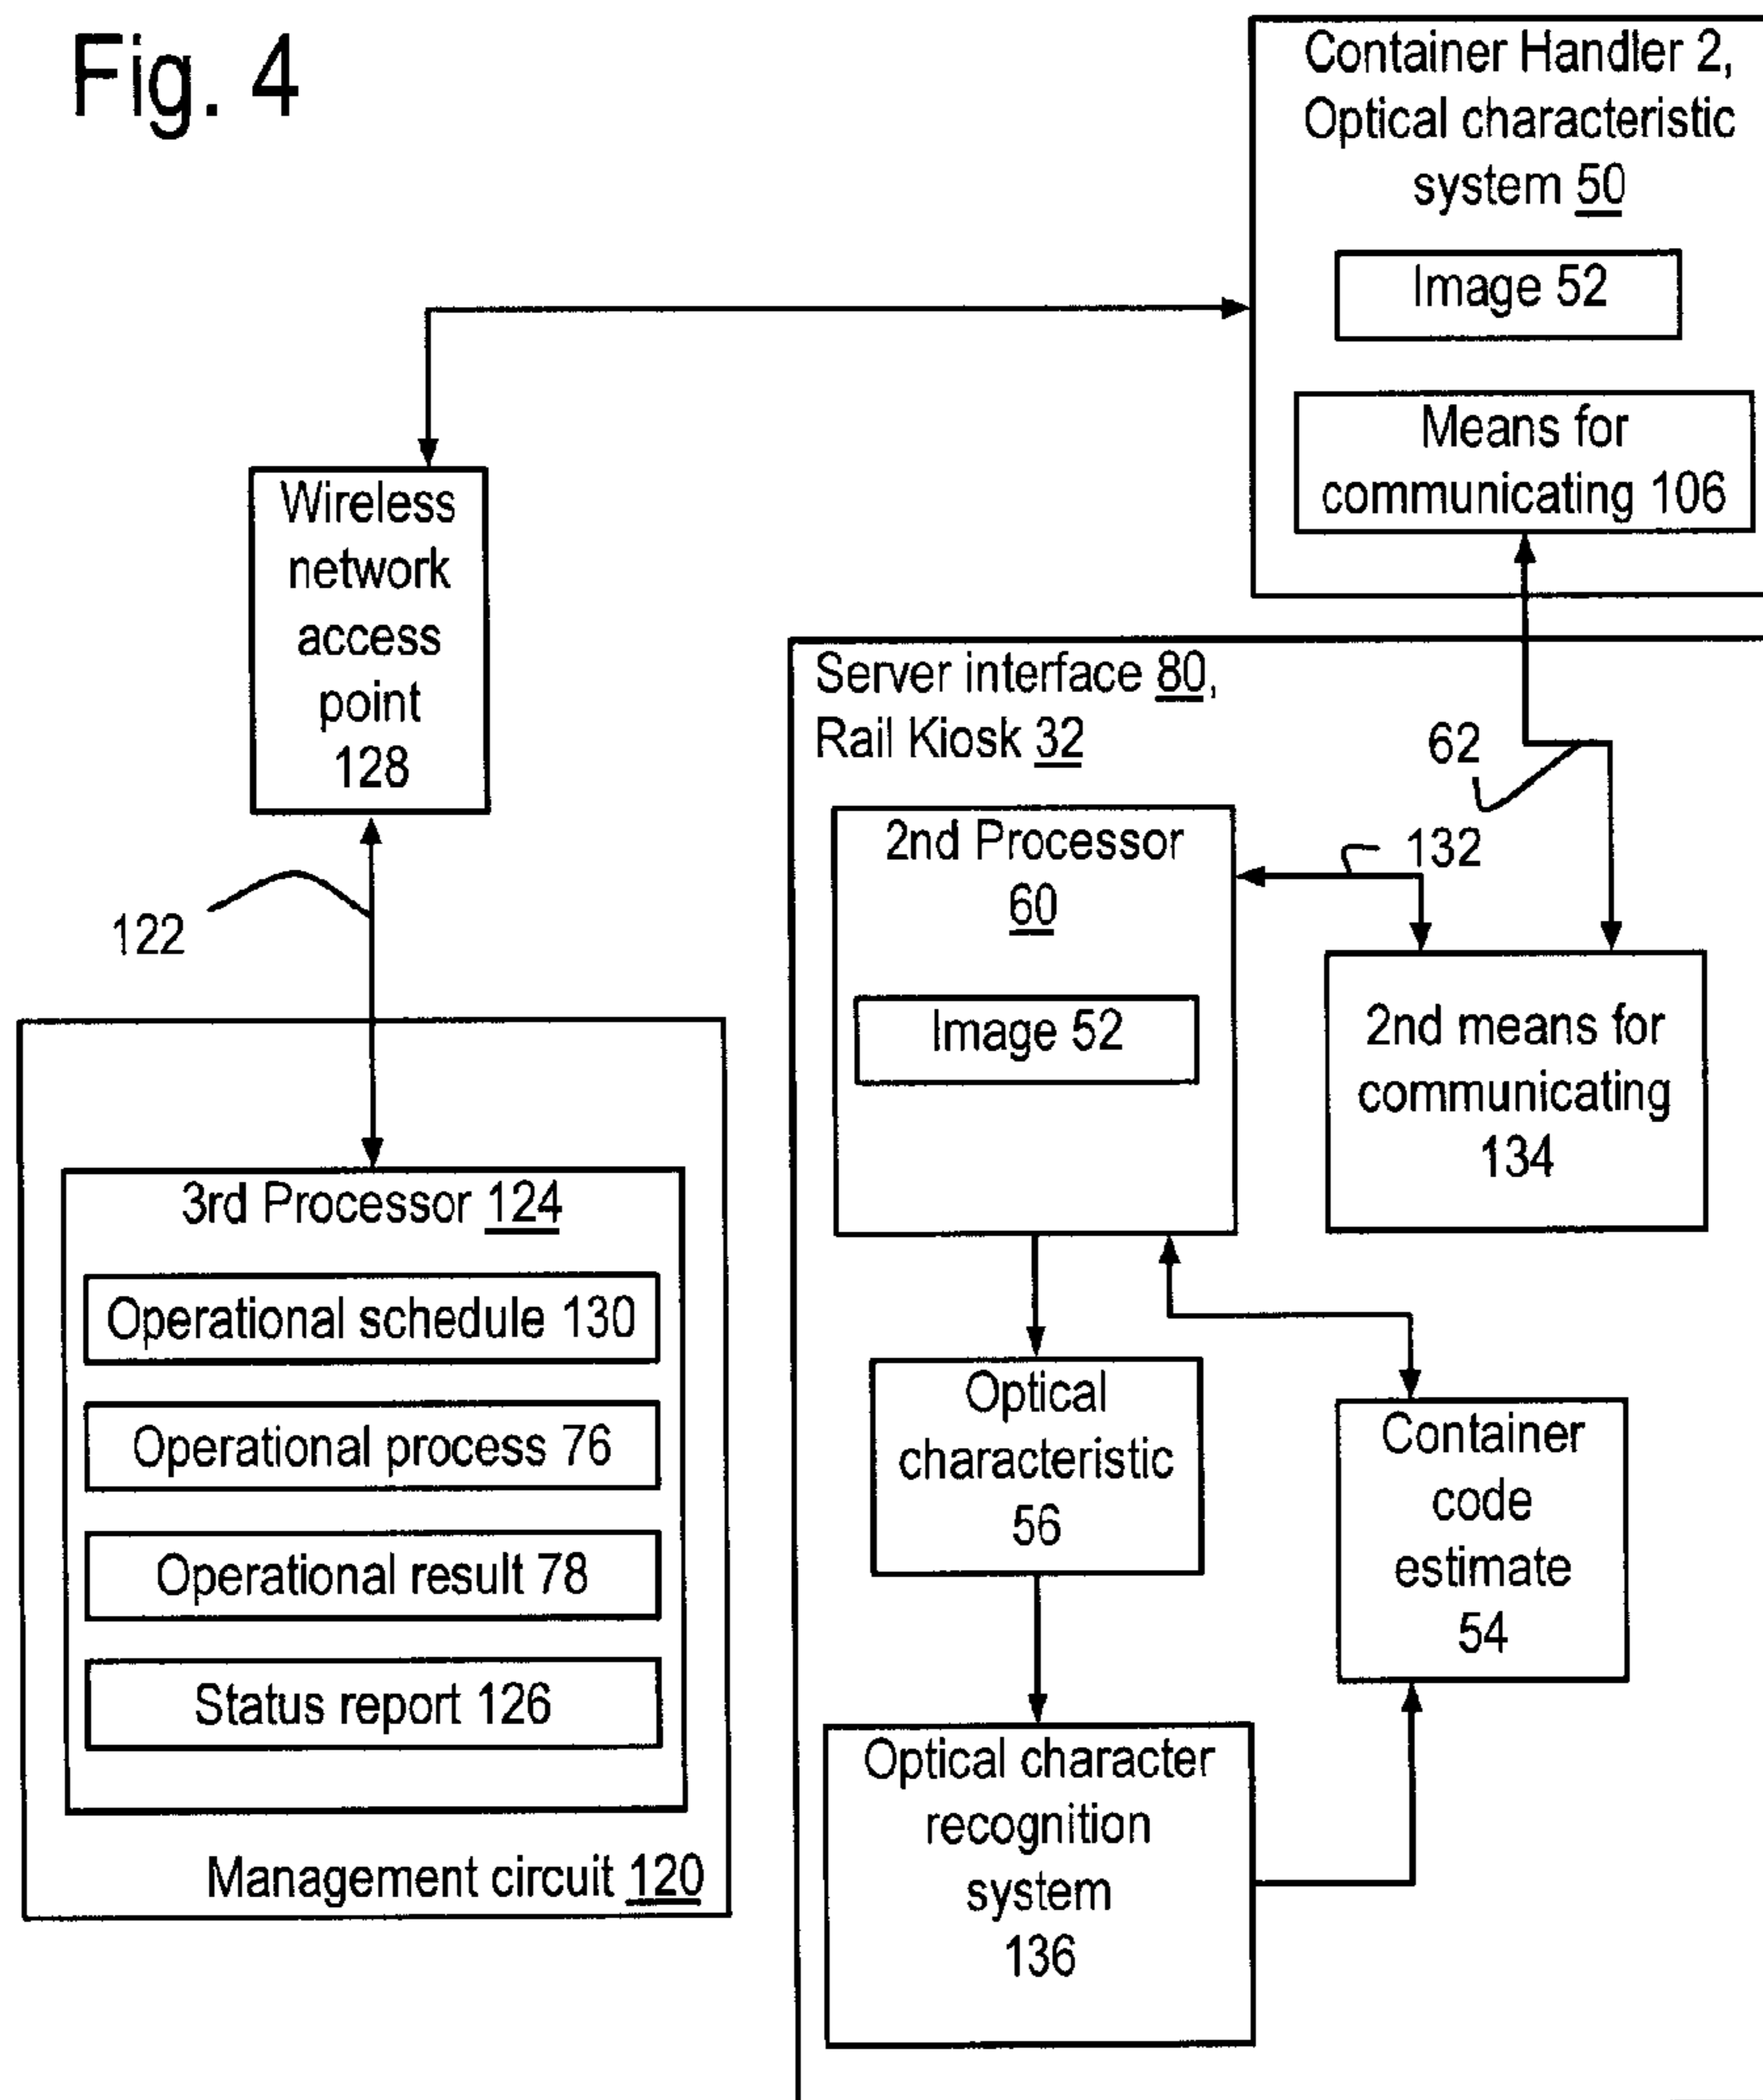 Fig. 4
Container Handler 2,
Optical characteristic
system 50
Image 52
Means for
communicating 106
Wireless
network
access
point
128
Server interface 80,
Rail Kiosk 32
62
132
2nd Processor
60
Image 52
122
2nd means for
communicating
134
3rd Processor 124
Operational schedule 130
Operational process 76
Operational result 78
Status report 126
Management circuit 120
Optical
characteristic
56
Container
code
estimate
54
Optical character
recognition
system
136